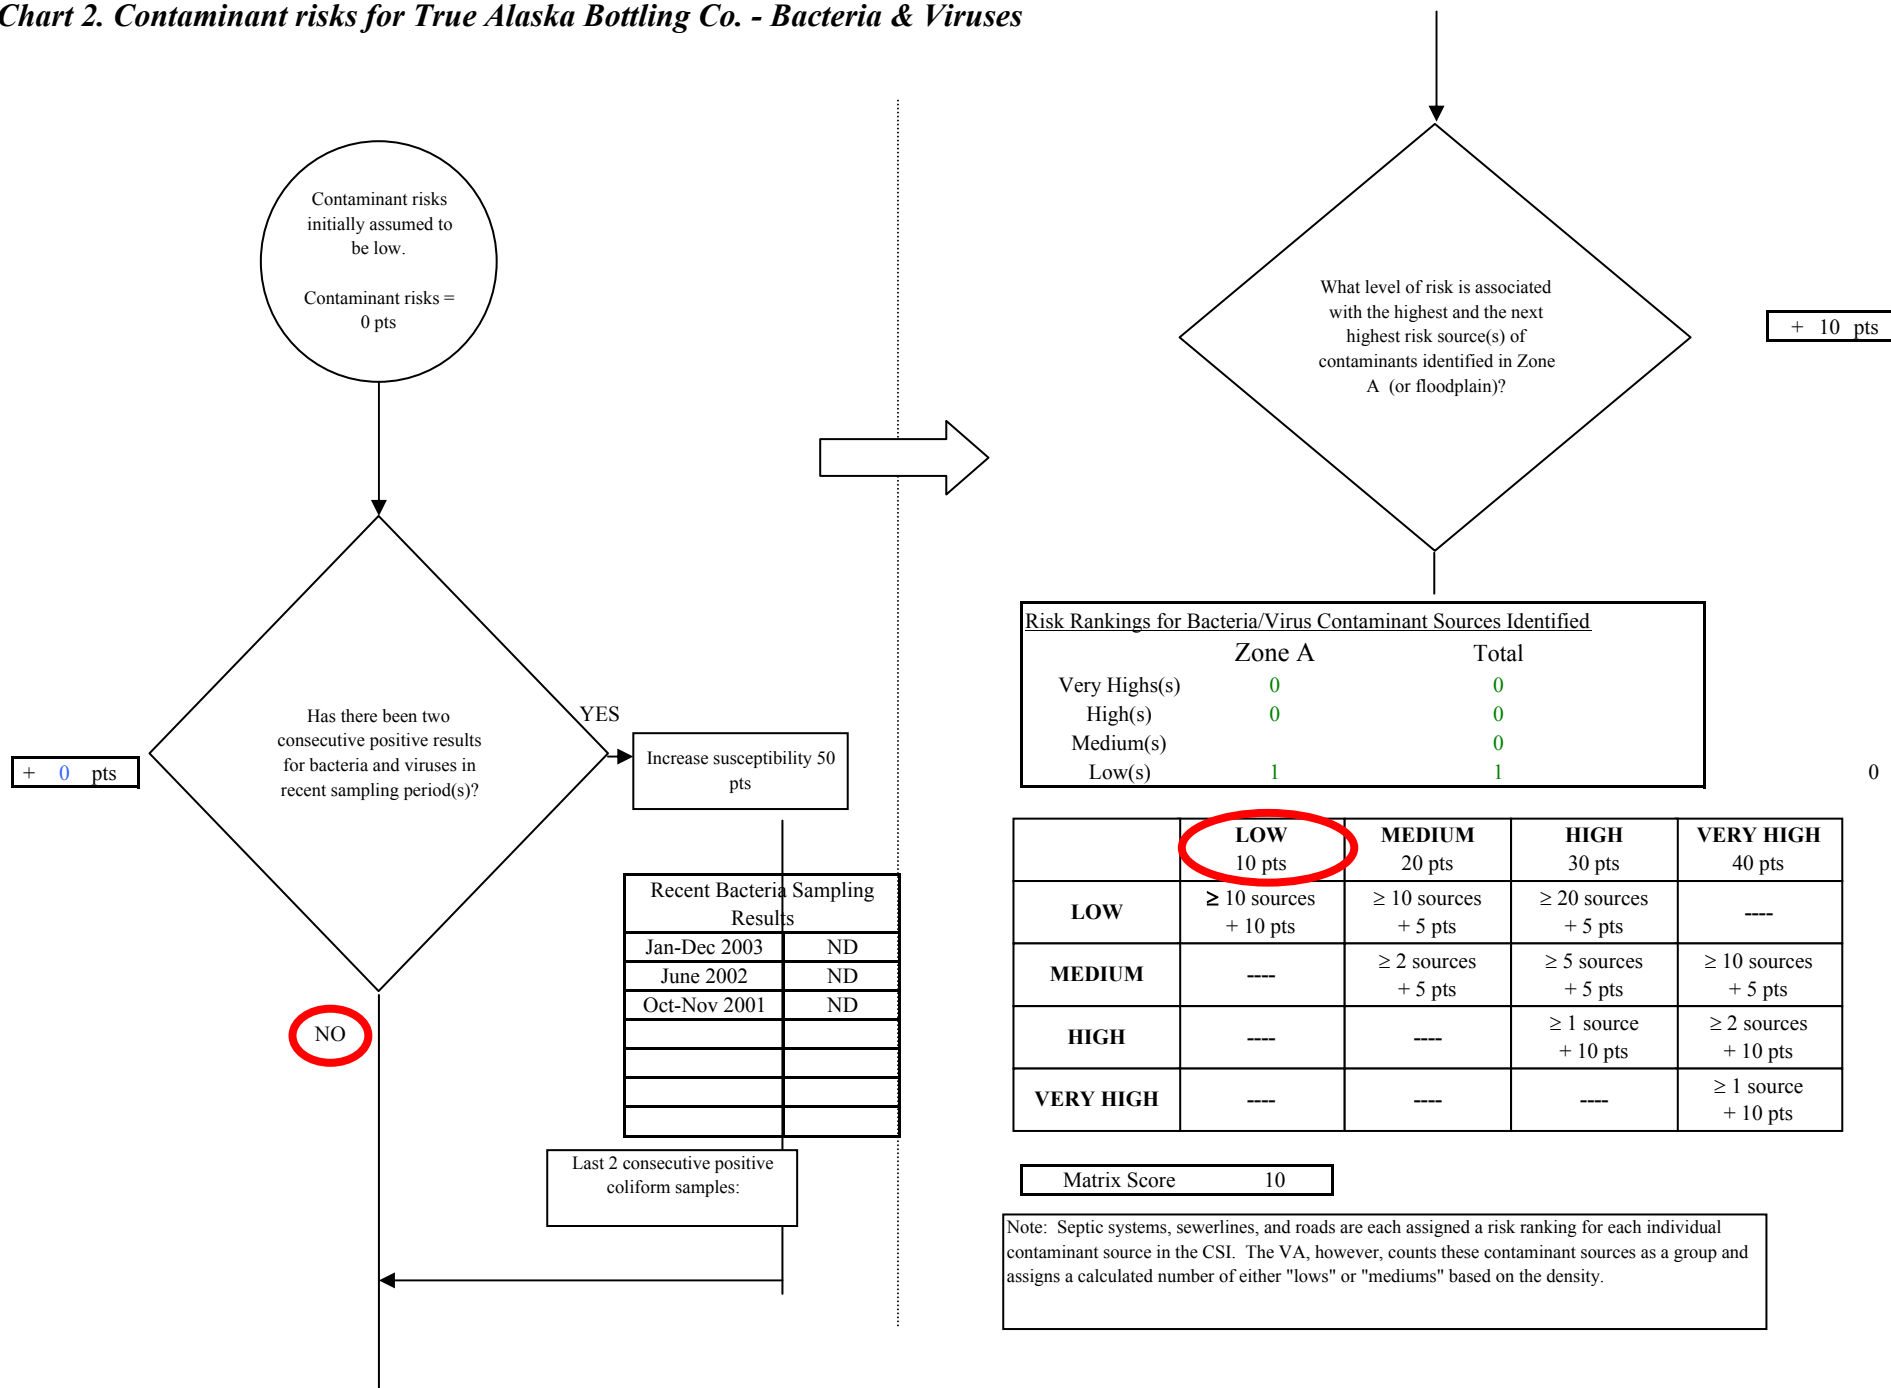 Chart 2. Contaminant risks for True Alaska Bottling Co. - Bacteria & Viruses
Contaminant risks
initially assumed to
be low.
Contaminant risks =
0 pts
Has there been two
consecutive positive results
for bacteria and viruses in
recent sampling period(s)?
+ 0 pts
YES
Increase susceptibility 50
pts
Recent Bacteria Sampling
Results
Jan-Dec 2003 ND
June 2002 ND
Oct-Nov 2001 ND
NO
Last 2 consecutive positive
coliform samples:
What level of risk is associated
with the highest and the next
highest risk source(s) of
contaminants identified in Zone
A (or floodplain)?
+ 10 pts
Risk Rankings for Bacteria/Virus Contaminant Sources Identified
Zone A Total
Very Highs(s) 0 0
High(s) 0 0
Medium(s) 0
Low(s) 1 1
0
LOW MEDIUM HIGH VERY HIGH
10 pts 20 pts 30 pts 40 pts
LOW ≥ 10 sources ≥ 10 sources ≥ 20 sources ----
+ 10 pts + 5 pts + 5 pts
MEDIUM ---- ≥ 2 sources ≥ 5 sources ≥ 10 sources
+ 5 pts + 5 pts + 5 pts
HIGH ---- ---- ≥ 1 source ≥ 2 sources
+ 10 pts + 10 pts
VERY HIGH ---- ---- ---- ≥ 1 source
+ 10 pts
Matrix Score 10
Note: Septic systems, sewerlines, and roads are each assigned a risk ranking for each individual
contaminant source in the CSI. The VA, however, counts these contaminant sources as a group and
assigns a calculated number of either "lows" or "mediums" based on the density.